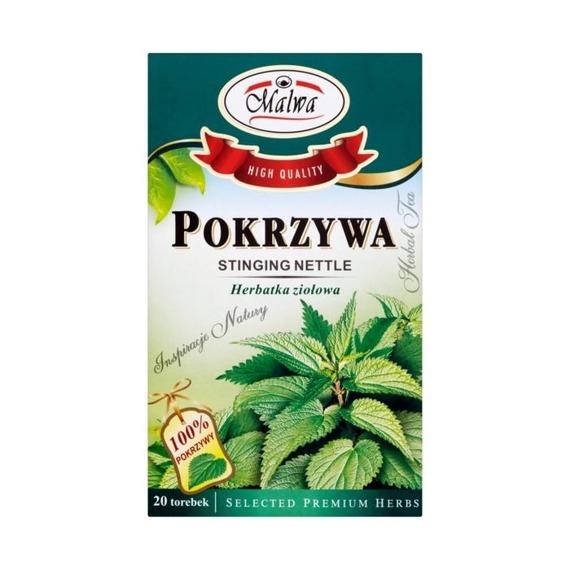 Malwa
HIGH QUALITY
POKRZYWA
STINGING NETTLE
Herbatka ziołowa
Herbal Tea
Inspiracje Natury
100%
POKRZYWY
20 torebek
SELECTED PREMIUM HERBS